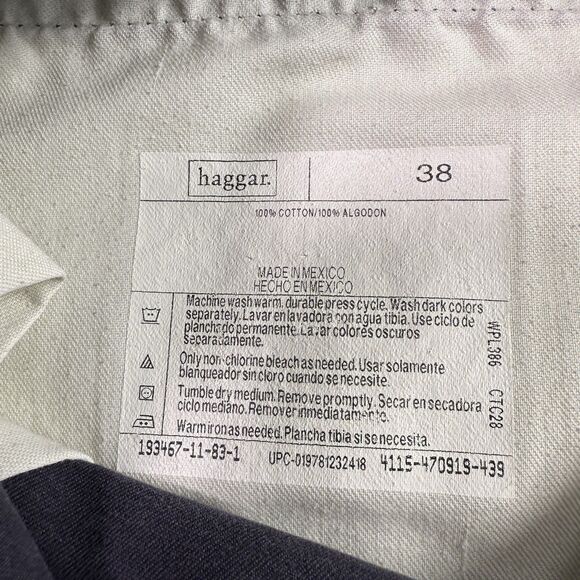 haggar.
38
100% COTTON/100% ALGODON
MADE IN MEXICO
HECHO EN MEXICO
Machine wash warm, durable press cycle. Wash dark colors
separately. Lavar en lavadora con agua tibia. Use ciclo de
planchado permanente. Lavar colores oscuros
separadamente.
Only non-chlorine bleach as needed. Usar solamente
blanqueador sin cloro cuando se necesite.
Tumble dry medium. Remove promptly. Secar en secadora
ciclo mediano. Remover inmediatamente.
Warm iron as needed. Plancha tibia si se necesita.
WPL386 CTC28
193467-11-83-1 UPC-019781232418 4115-470919-439